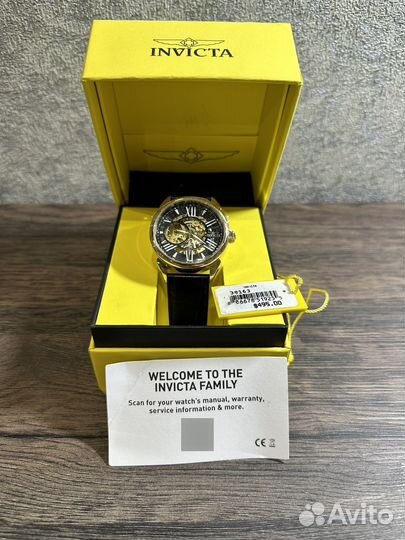 INVICTA
INVICTA
38163
$495.00
WELCOME TO THE
INVICTA FAMILY
Scan for your watch's manual, warranty,
service information & more.
CE
Avito